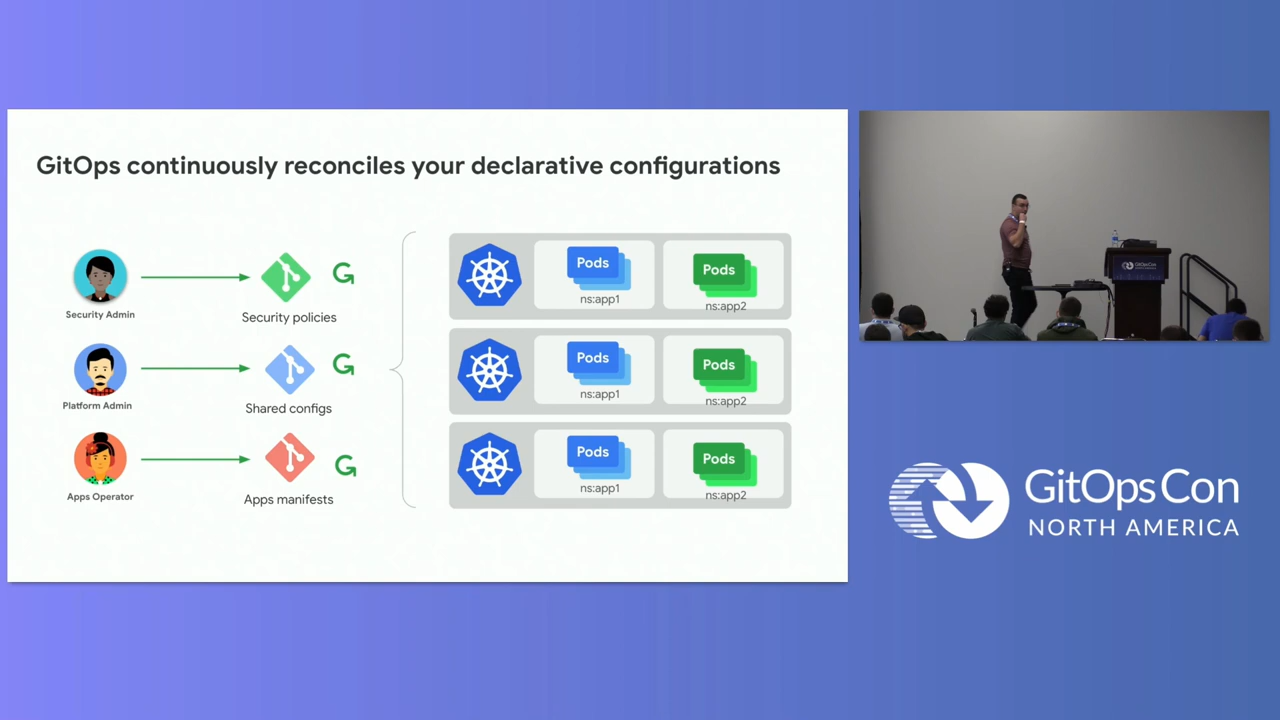 GitOps continuously reconciles your declarative configurations
Security Admin
Security policies
Platform Admin
Shared configs
Apps Operator
Apps manifests
Pods
ns:app1
Pods
ns:app2
Pods
ns:app1
Pods
ns:app2
Pods
ns:app1
Pods
ns:app2
GitOpsCon
GitOpsCon
NORTH AMERICA